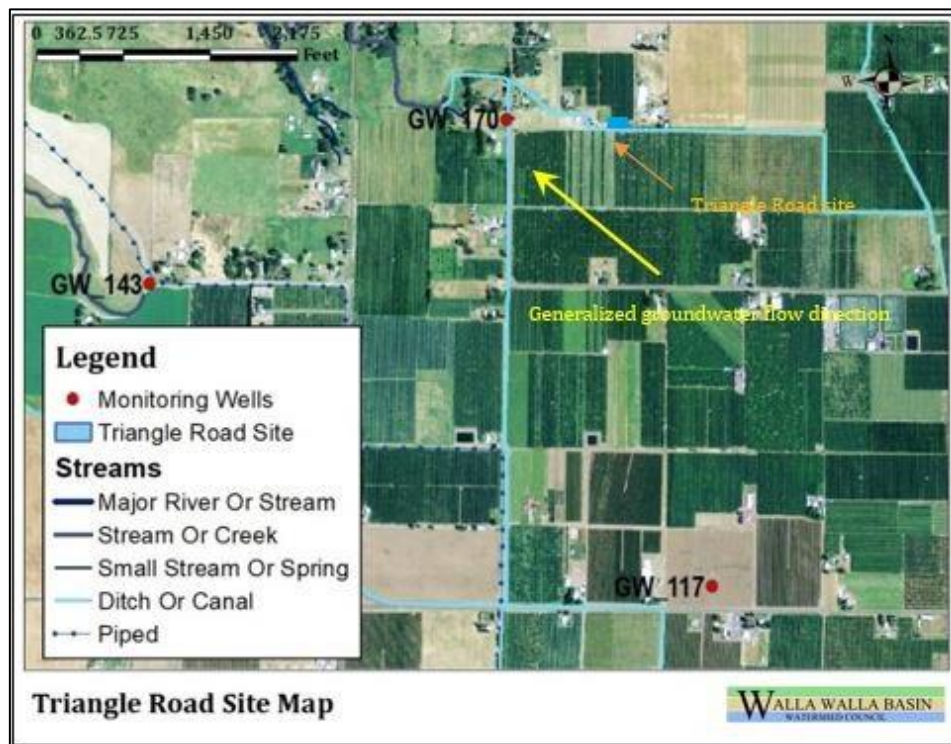 0 362.5 725 1,450 2,175
Feet
N
W E
S
GW_170
Triangle Road site
GW_143
Generalized groundwater flow direction
Legend
Monitoring Wells
Triangle Road Site
Streams
Major River Or Stream
Stream Or Creek
Small Stream Or Spring
Ditch Or Canal
Piped
GW_117
Triangle Road Site Map
WALLA WALLA BASIN
WATERSHED COUNCIL